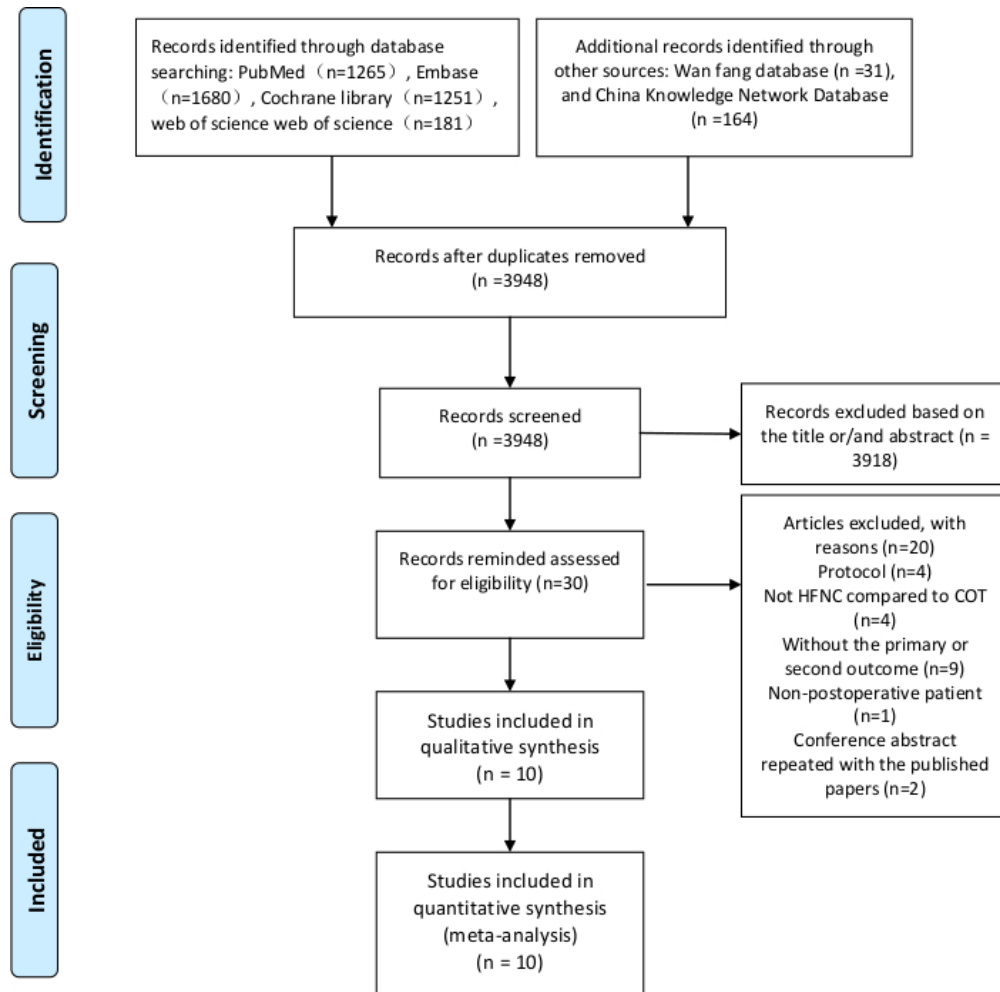 Identification
Records identified through database
searching: PubMed（n=1265）, Embase
（n=1680）, Cochrane library（n=1251）,
web of science web of science（n=181）
Additional records identified through
other sources: Wan fang database (n =31),
and China Knowledge Network Database
(n =164)
Records after duplicates removed
(n =3948)
Screening
Records screened
(n =3948)
Records excluded based on
the title or/and abstract (n =
3918)
Eligibility
Records reminded assessed
for eligibility (n=30)
Articles excluded, with
reasons (n=20)
Protocol (n=4)
Not HFNC compared to COT
(n=4)
Without the primary or
second outcome (n=9)
Non-postoperative patient
(n=1)
Conference abstract
repeated with the published
papers (n=2)
Studies included in
qualitative synthesis
(n = 10)
Included
Studies included in
quantitative synthesis
(meta-analysis)
(n = 10)